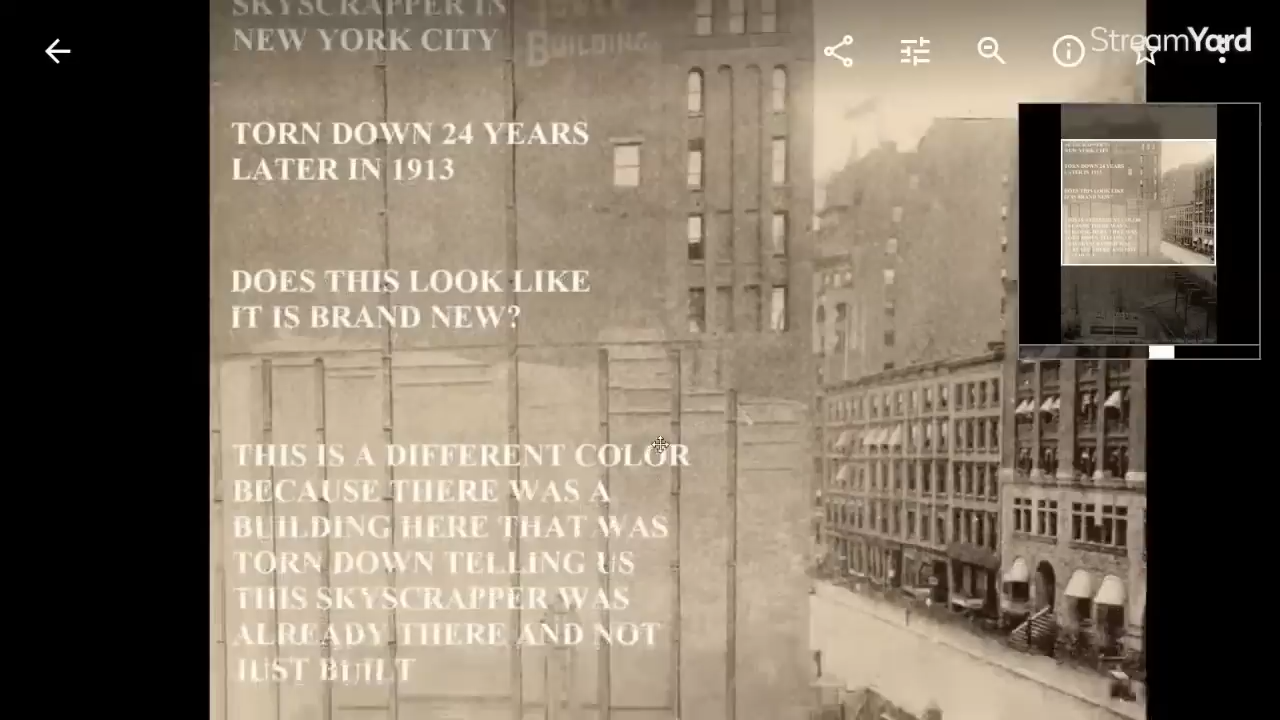 SKYSCRAPPER IN
NEW YORK CITY
TOWER
BUILDING.
StreamYard
TORN DOWN 24 YEARS
LATER IN 1913
DOES THIS LOOK LIKE
IT IS BRAND NEW?
THIS IS A DIFFERENT COLOR
BECAUSE THERE WAS A
BUILDING HERE THAT WAS
TORN DOWN TELLING US
THIS SKYSCRAPPER WAS
ALREADY THERE AND NOT
JUST BUILT